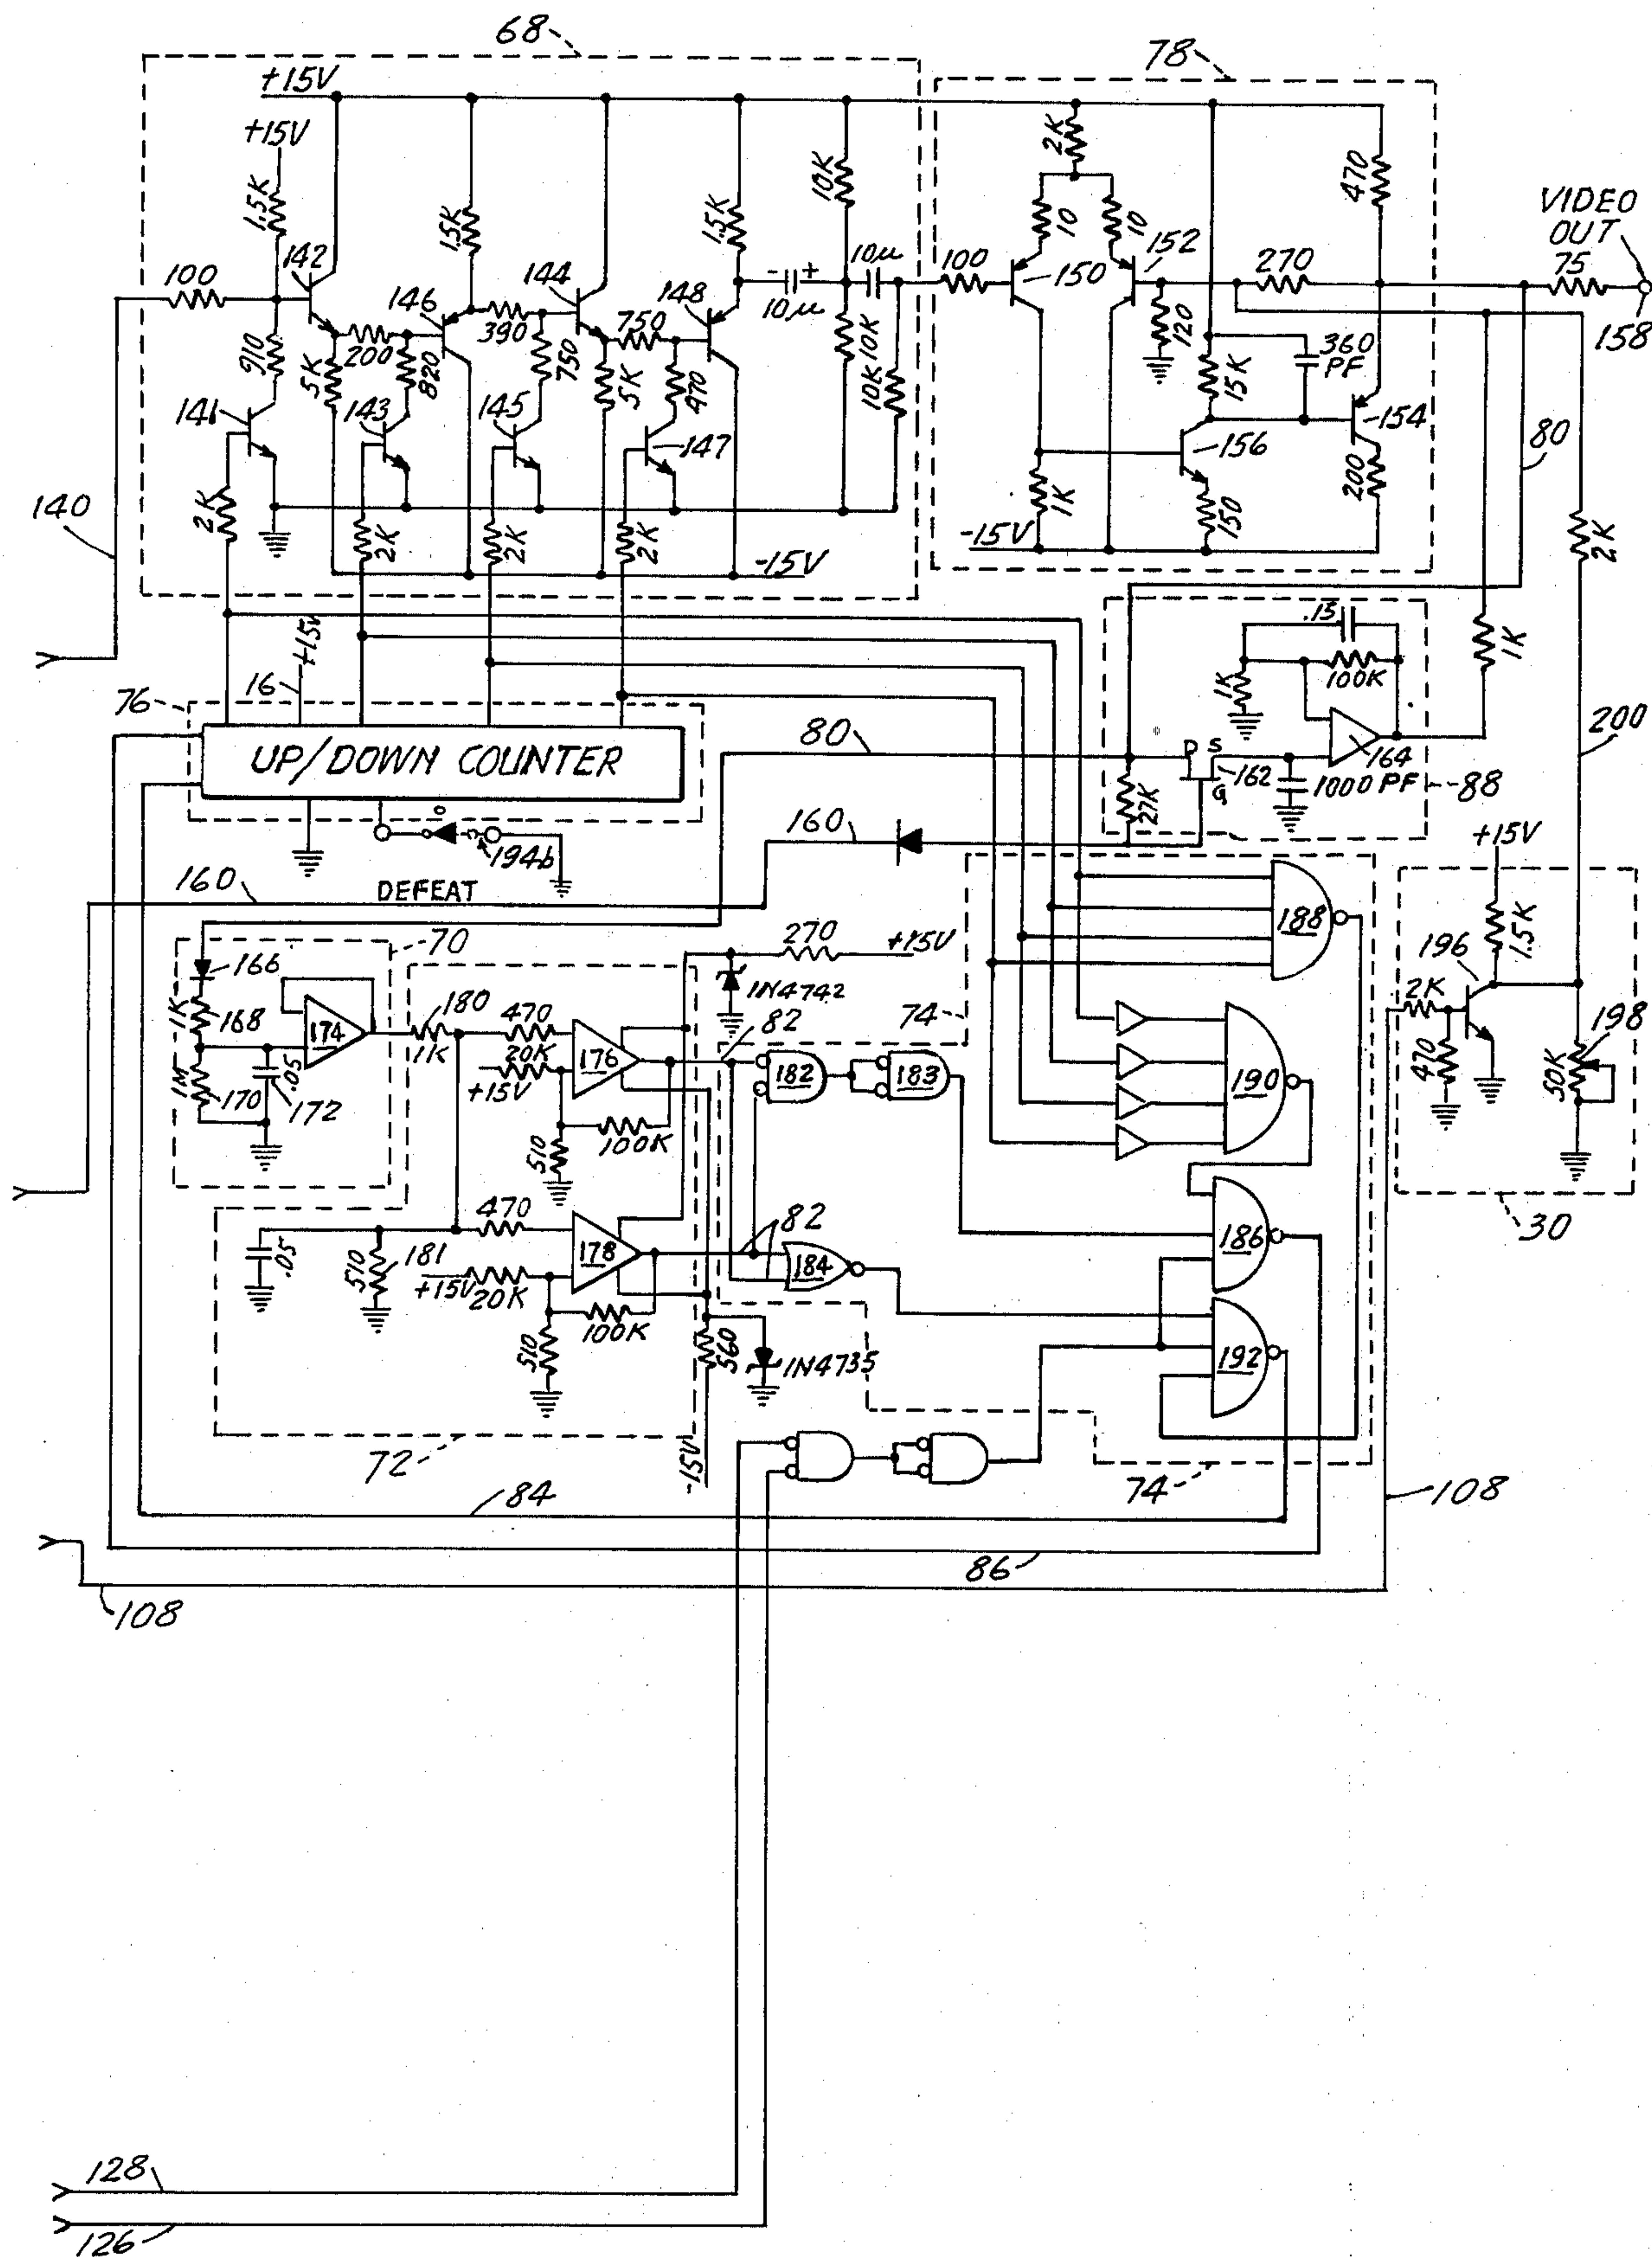 68
78
+15V
+15V
1.5K
100
142
910
141
2K
140
5K
200
146
820
143
2K
1.5K
390
144
750
145
2K
5K
750
148
970
147
2K
1.5K
- +
10µ
10K
10µ
10K
10K
-15V
2K
10
10
100
150
152
120
270
470
VIDEO
OUT
75
158
15K
360
PF
154
156
1K
150
200
-15V
80
2K
1K
200
76
16
+15V
UP/DOWN COUNTER
194b
DEFEAT
160
160
80
.15
100K
1K
164
D S
G
162
1000 PF
88
27K
+15V
1.5K
196
2K
470
198
50K
30
70
166
1K
168
174
1M
170
.05
172
180
1K
470
20K
+15V
176
510
100K
270
+15V
1N4742
82
74
182
183
188
190
470
178
82
184
186
.05
510
181
+15V
20K
100K
510
560
1N4735
192
72
-15V
74
84
108
86
108
128
126